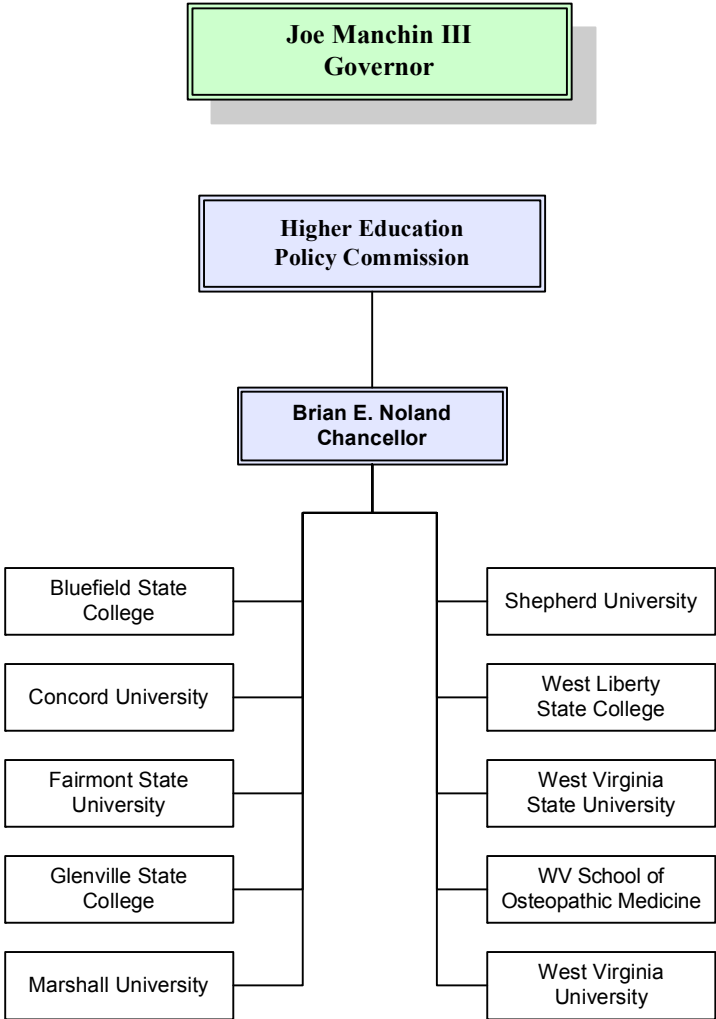 Joe Manchin III
Governor
Higher Education
Policy Commission
Brian E. Noland
Chancellor
Bluefield State
College
Concord University
Fairmont State
University
Glenville State
College
Marshall University
Shepherd University
West Liberty
State College
West Virginia
State University
WV School of
Osteopathic Medicine
West Virginia
University